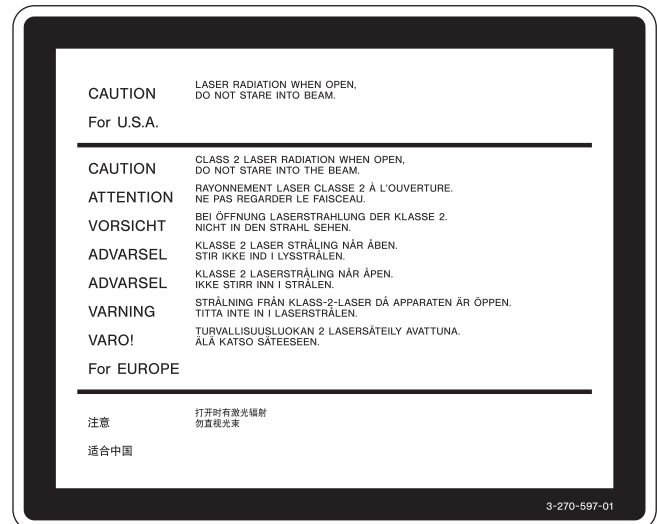 CAUTION
LASER RADIATION WHEN OPEN,
DO NOT STARE INTO BEAM.
For U.S.A.
CAUTION
CLASS 2 LASER RADIATION WHEN OPEN,
DO NOT STARE INTO THE BEAM.
ATTENTION
RAYONNEMENT LASER CLASSE 2 À L'OUVERTURE.
NE PAS REGARDER LE FAISCEAU.
VORSICHT
BEI ÖFFNUNG LASERSTRAHLUNG DER KLASSE 2.
NICHT IN DEN STRAHL SEHEN.
ADVARSEL
KLASSE 2 LASER STRÅLING NÅR ÅBEN.
STIR IKKE IND I LYSSTRÅLEN.
ADVARSEL
KLASSE 2 LASERSTRÅLING NÅR ÅPEN.
IKKE STIRR INN I STRÅLEN.
VARNING
STRÅLNING FRÅN KLASS-2-LASER DÅ APPARATEN ÄR ÖPPEN.
TITTA INTE IN I LASERSTRÅLEN.
VARO!
TURVALLISUUSLUOKAN 2 LASERSÄTEILY AVATTUNA.
ÄLÄ KATSO SÄTEESEEN.
For EUROPE
注意
打开时有激光辐射
勿直视光束
适合中国
3-270-597-01